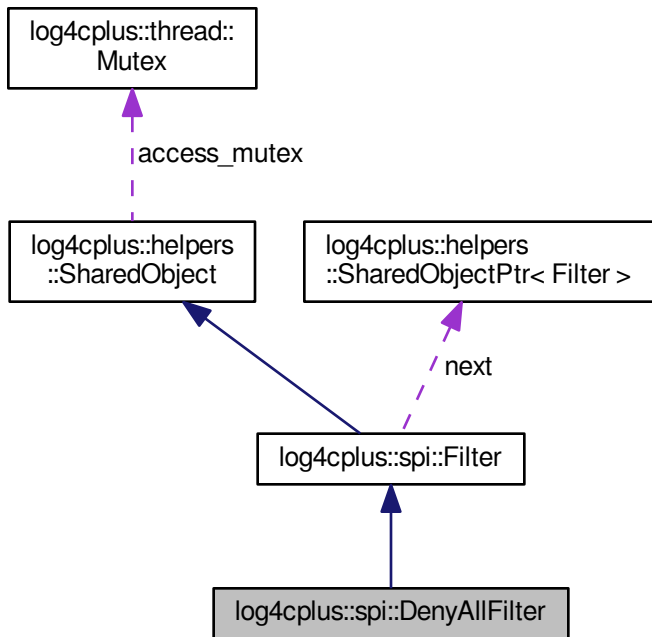 log4cplus::thread::
Mutex
access_mutex
log4cplus::helpers
::SharedObject
log4cplus::helpers
::SharedObjectPtr< Filter >
next
log4cplus::spi::Filter
log4cplus::spi::DenyAllFilter